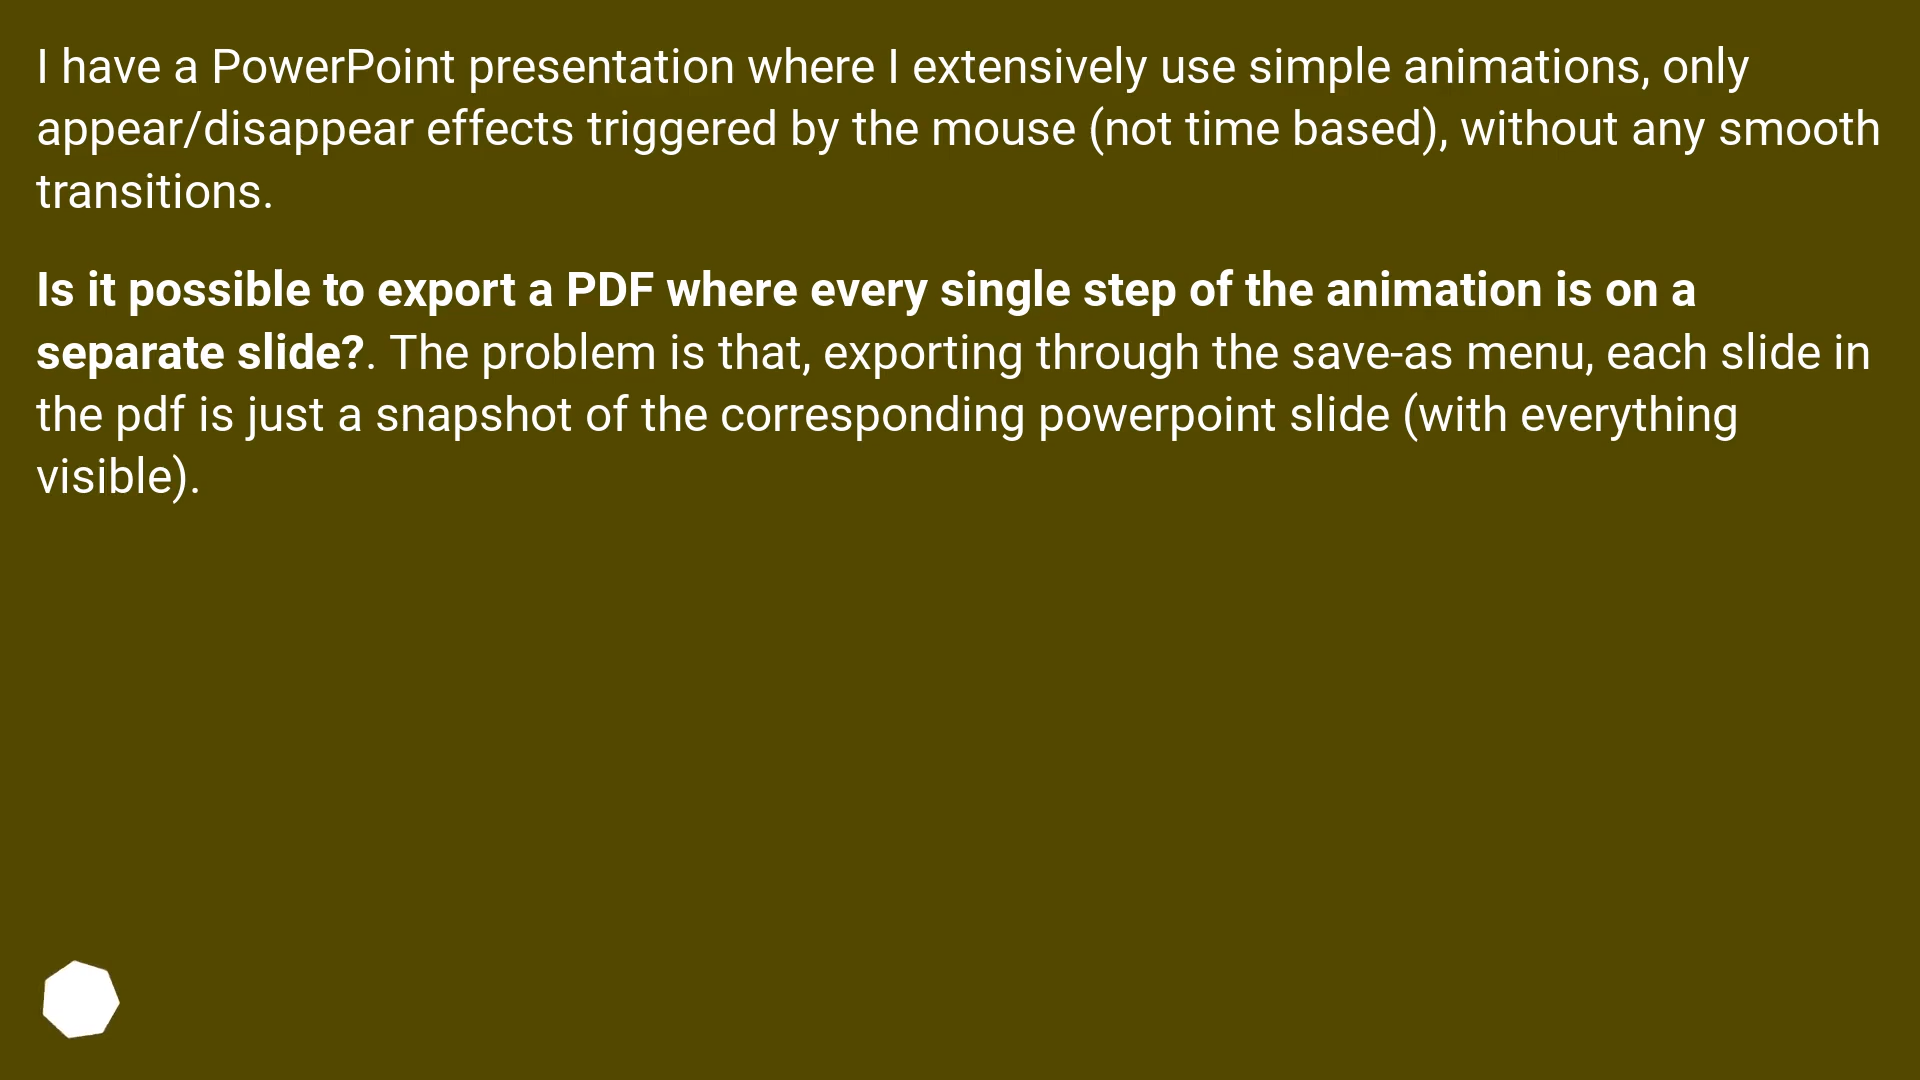 I have a PowerPoint presentation where I extensively use simple animations, only
appear/disappear effects triggered by the mouse (not time based), without any smooth
transitions.
Is it possible to export a PDF where every single step of the animation is on a
separate slide?. The problem is that, exporting through the save-as menu, each slide in
the pdf is just a snapshot of the corresponding powerpoint slide (with everything
visible).